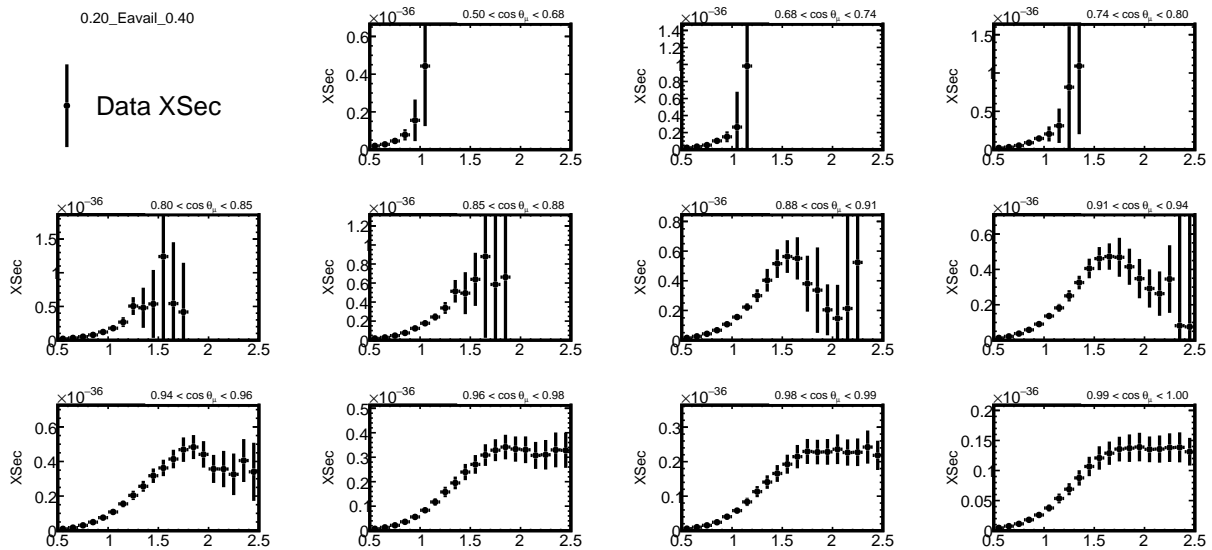 0.20_Eavail_0.40
Data XSec
×10⁻³⁶
0.50 < cos θμ < 0.68
XSec
0.6
0.4
0.2
0
0.5 1 1.5 2 2.5
×10⁻³⁶
0.68 < cos θμ < 0.74
XSec
1.4
1.2
1
0.8
0.6
0.4
0.2
0
0.5 1 1.5 2 2.5
×10⁻³⁶
0.74 < cos θμ < 0.80
XSec
1.5
1
0.5
0
0.5 1 1.5 2 2.5
×10⁻³⁶
0.80 < cos θμ < 0.85
XSec
1.5
1
0.5
0
0.5 1 1.5 2 2.5
×10⁻³⁶
0.85 < cos θμ < 0.88
XSec
1.2
1
0.8
0.6
0.4
0.2
0
0.5 1 1.5 2 2.5
×10⁻³⁶
0.88 < cos θμ < 0.91
XSec
0.8
0.6
0.4
0.2
0
0.5 1 1.5 2 2.5
×10⁻³⁶
0.91 < cos θμ < 0.94
XSec
0.6
0.4
0.2
0
0.5 1 1.5 2 2.5
×10⁻³⁶
0.94 < cos θμ < 0.96
XSec
0.6
0.4
0.2
0
0.5 1 1.5 2 2.5
×10⁻³⁶
0.96 < cos θμ < 0.98
XSec
0.5
0.4
0.3
0.2
0.1
0
0.5 1 1.5 2 2.5
×10⁻³⁶
0.98 < cos θμ < 0.99
XSec
0.3
0.2
0.1
0
0.5 1 1.5 2 2.5
×10⁻³⁶
0.99 < cos θμ < 1.00
XSec
0.2
0.15
0.1
0.05
0
0.5 1 1.5 2 2.5